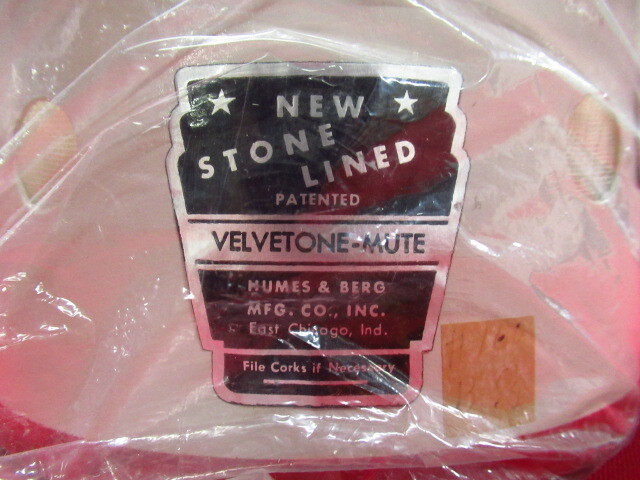 ★ NEW ★
STONE
LINED
PATENTED
VELVETONE-MUTE
HUMES & BERG
MFG. CO., INC.
East Chicago, Ind.
File Corks if Necessary